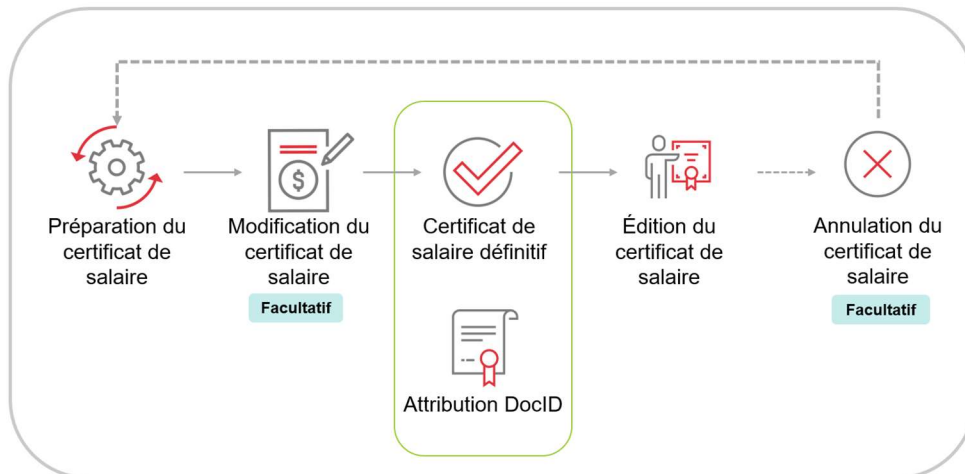 Préparation du
certificat de
salaire
Modification du
certificat de
salaire
Facultatif
Certificat de
salaire définitif
Attribution DocID
Édition du
certificat de
salaire
Annulation du
certificat de
salaire
Facultatif